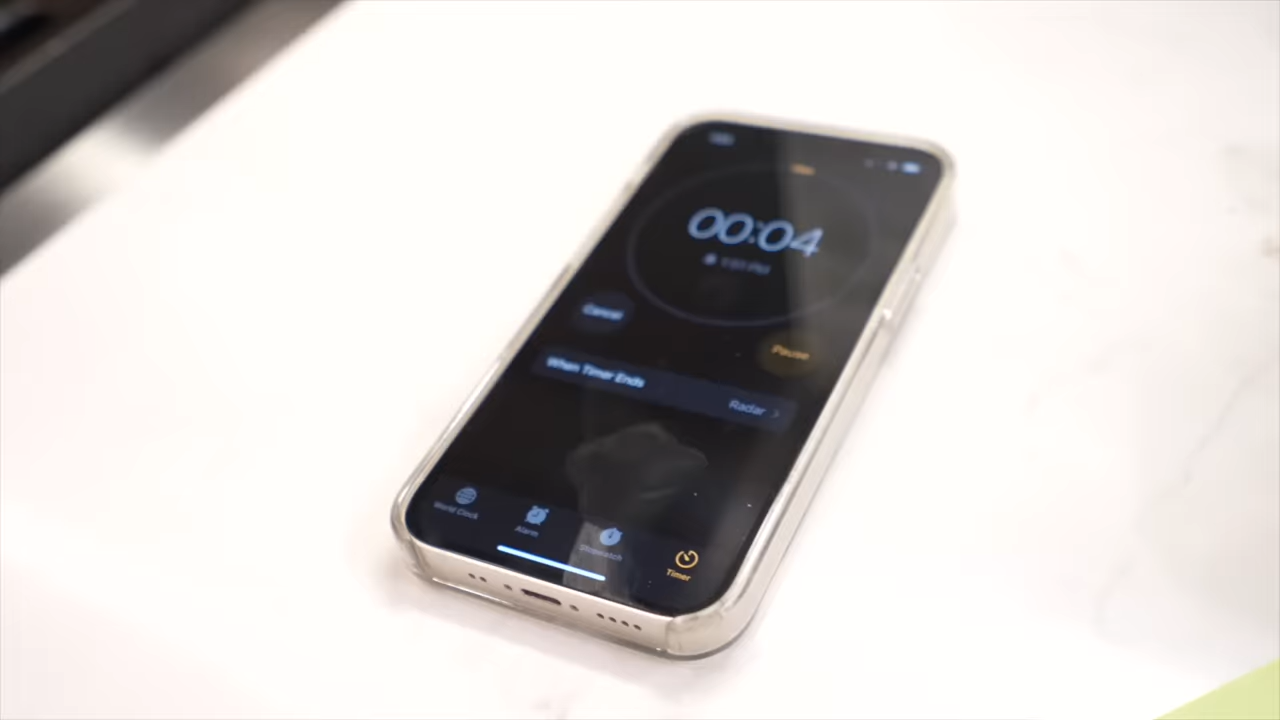 00:04
Cancel
Pause
When Timer Ends
Radar
World Clock
Alarm
Stopwatch
Timer